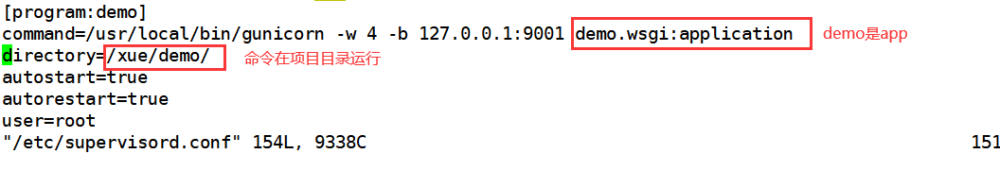 [program:demo]
command=/usr/local/bin/gunicorn -w 4 -b 127.0.0.1:9001 demo.wsgi:application demo是app
directory=/xue/demo/ 命令在项目目录运行
autostart=true
autorestart=true
user=root
"/etc/supervisord.conf" 154L, 9338C 151